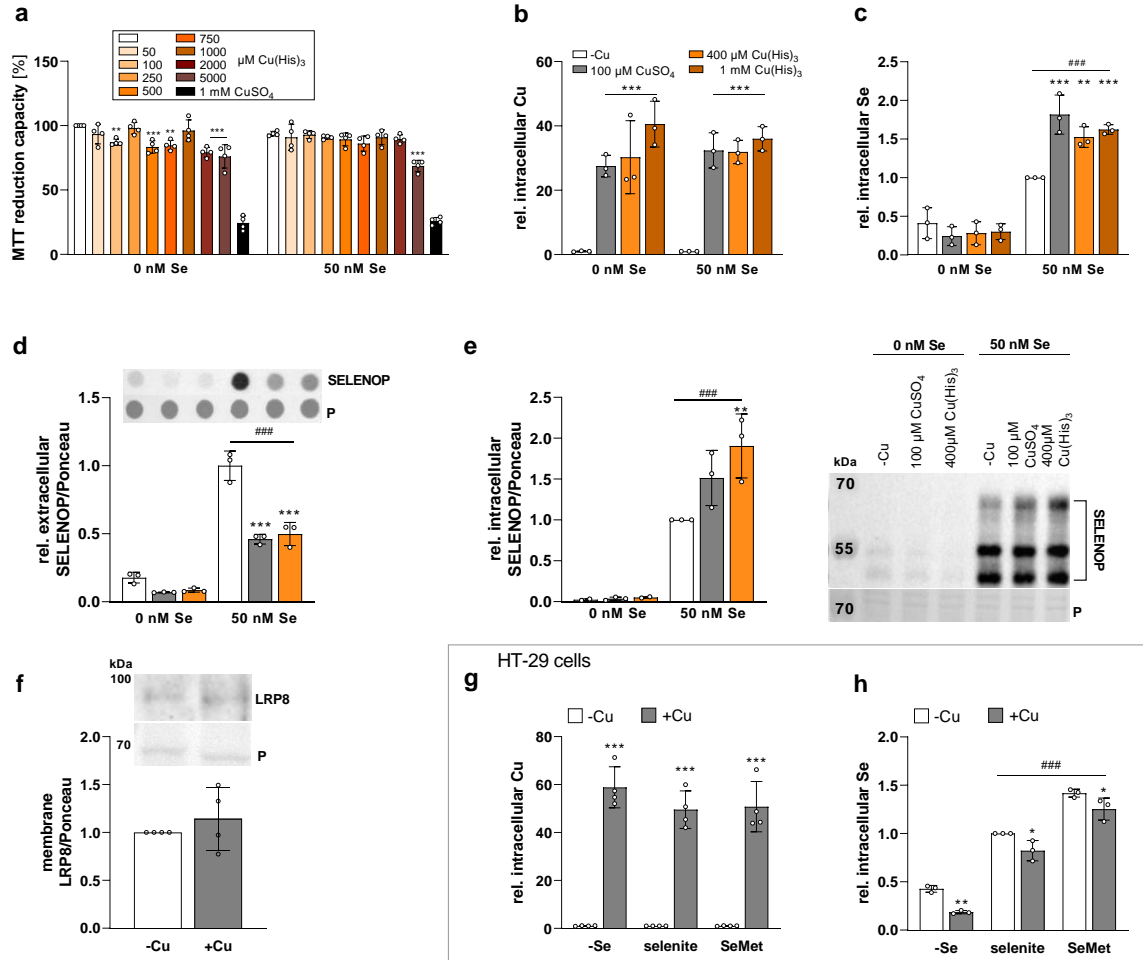 a
MTT reduction capacity [%]
150
100
50
0
50
100
250
500
750
1000
2000
5000
1 mM CuSO4
µM Cu(His)3
**
***
**
***
***
0 nM Se
50 nM Se
b
rel. intracellular Cu
60
40
20
0
-Cu
100 µM CuSO4
400 µM Cu(His)3
1 mM Cu(His)3
***
***
0 nM Se
50 nM Se
c
rel. intracellular Se
2.5
2.0
1.5
1.0
0.5
0.0
###
*** ** ***
0 nM Se
50 nM Se
d
rel. extracellular
SELENOP/Ponceau
1.5
1.0
0.5
0.0
SELENOP
P
###
***
***
0 nM Se
50 nM Se
e
rel. intracellular
SELENOP/Ponceau
2.5
2.0
1.5
1.0
0.5
0.0
###
**
0 nM Se
50 nM Se
0 nM Se
50 nM Se
-Cu
100 µM CuSO4
400µM Cu(His)3
-Cu
100 µM
CuSO4
400µM
Cu(His)3
kDa
70
55
70
SELENOP
P
f
kDa
100
70
LRP8
P
membrane
LRP8/Ponceau
2.0
1.5
1.0
0.5
0.0
-Cu
+Cu
HT-29 cells
g
-Cu
+Cu
rel. intracellular Cu
80
60
40
20
0
***
***
***
-Se
selenite
SeMet
h
-Cu
+Cu
rel. intracellular Se
2.0
1.5
1.0
0.5
0.0
###
**
*
*
-Se
selenite
SeMet